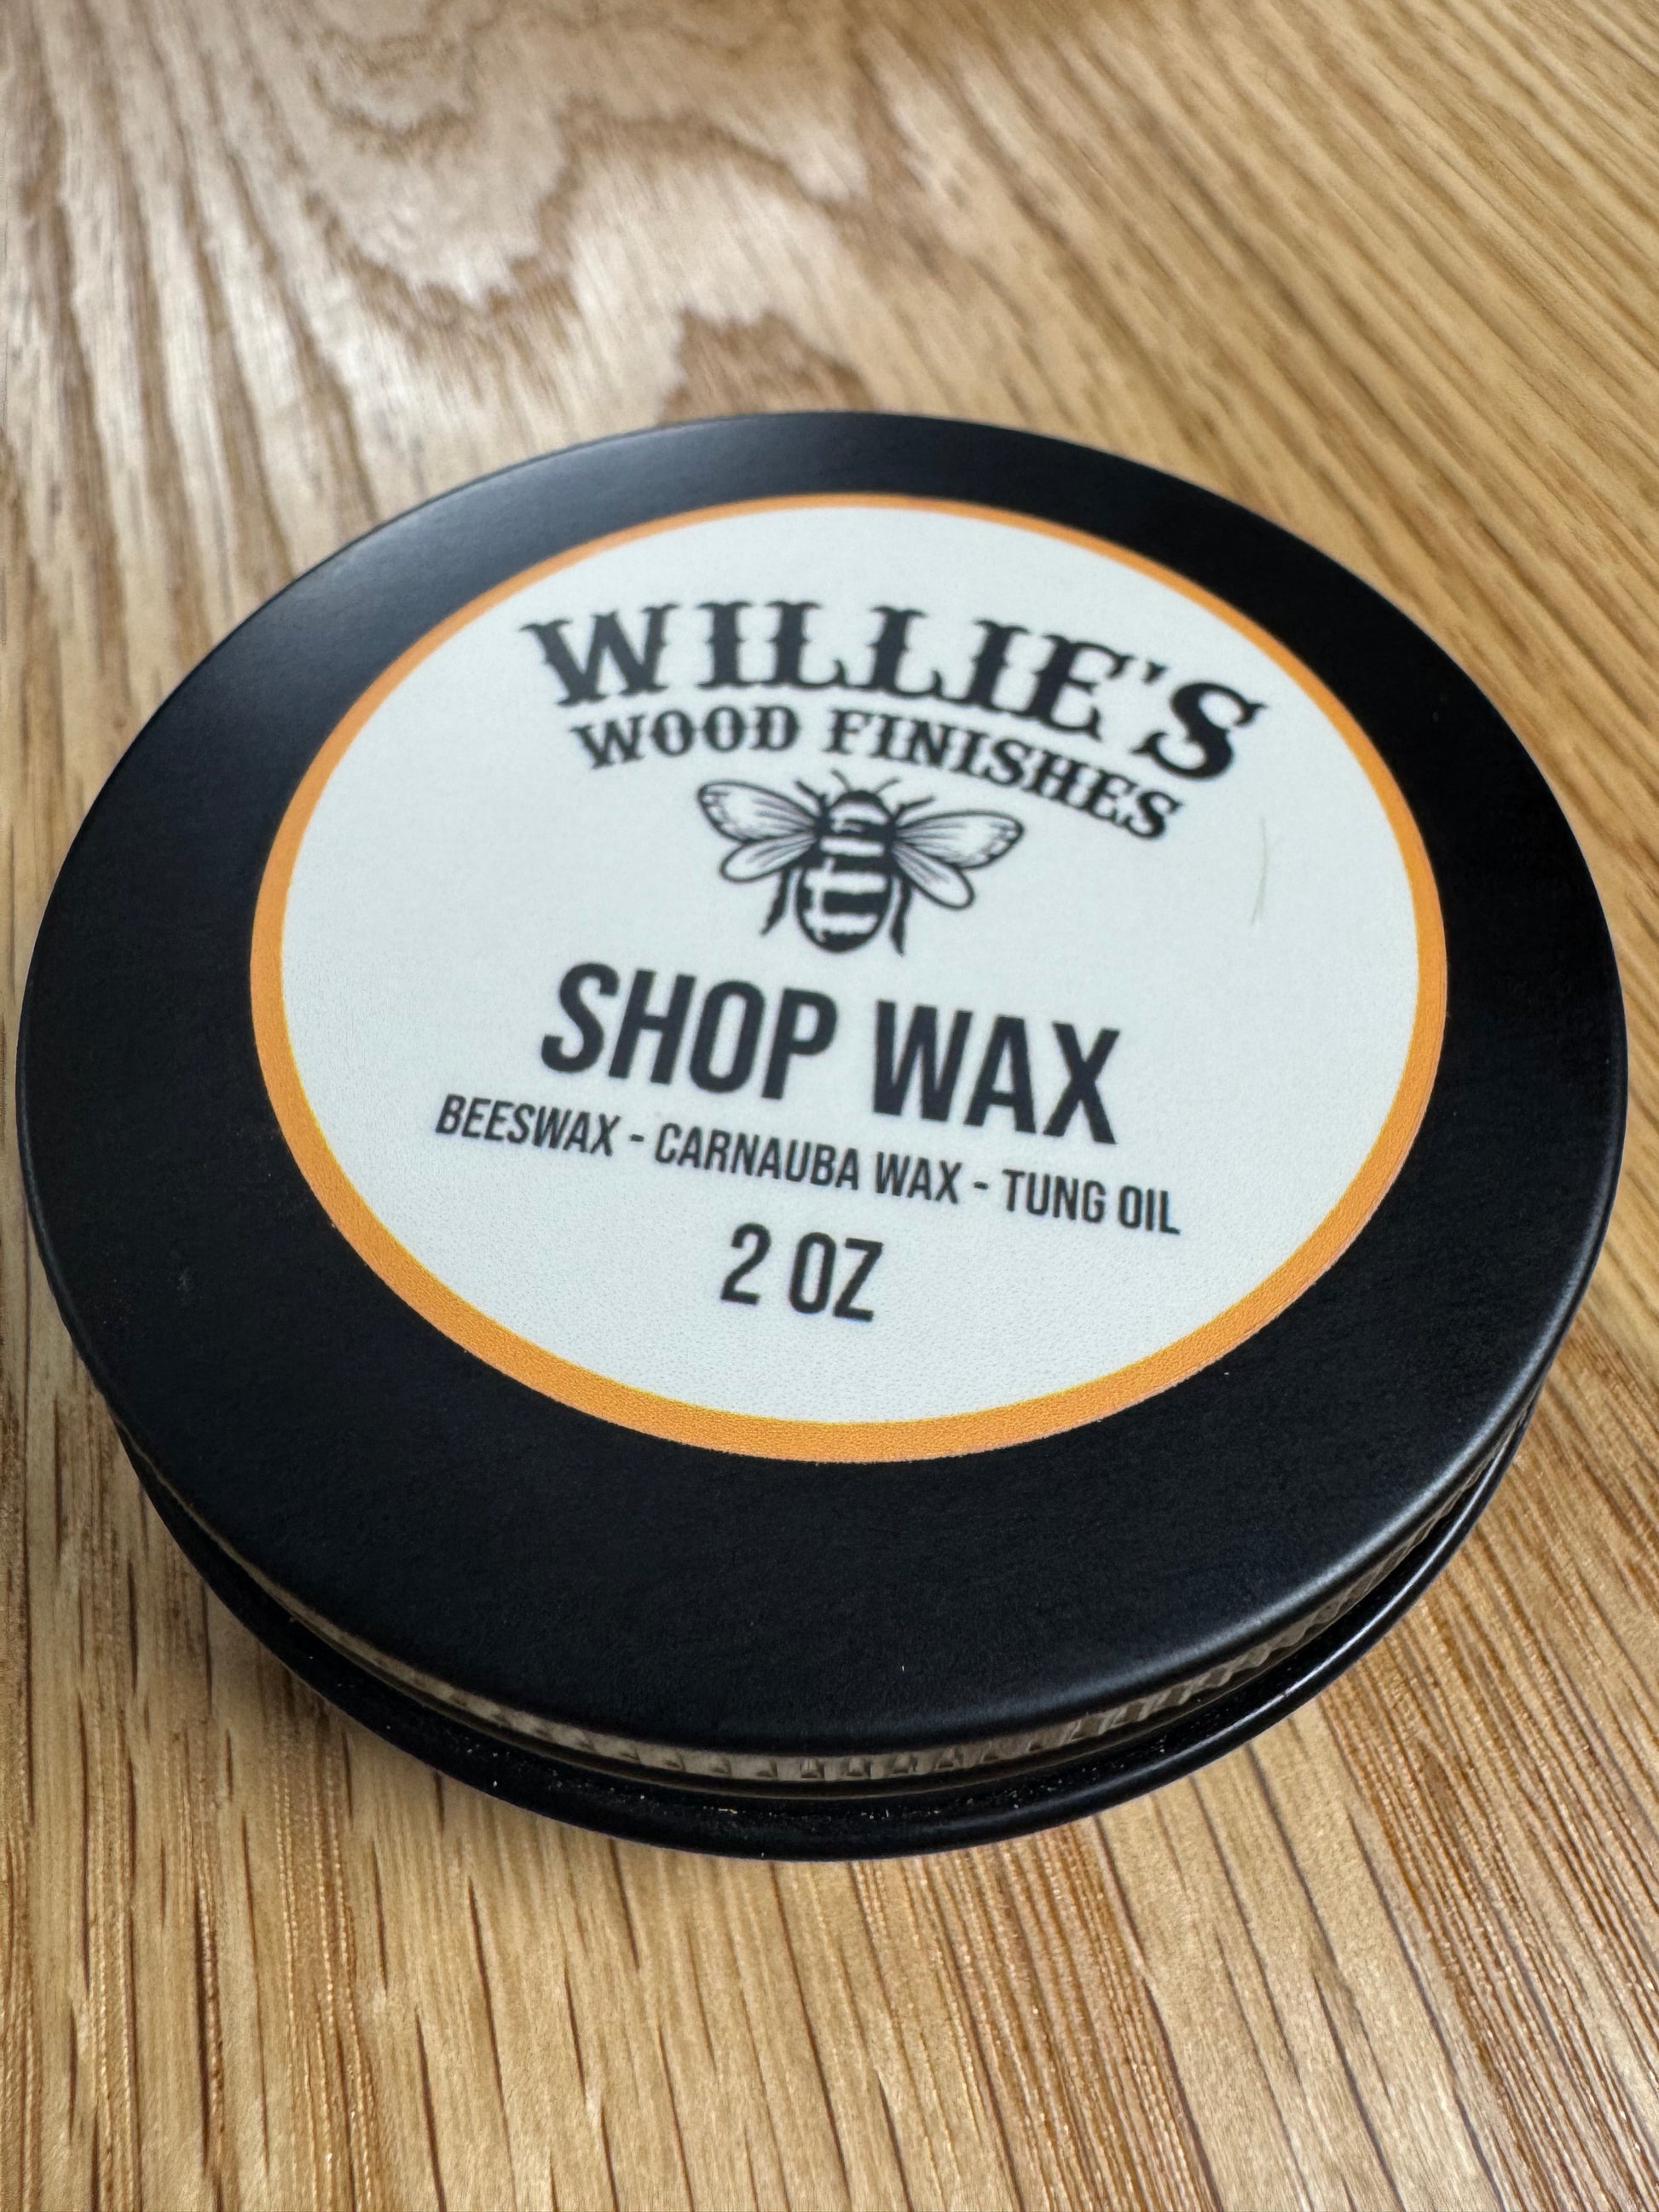 WILLIE'S
WOOD FINISHES
SHOP WAX
BEESWAX - CARNAUBA WAX - TUNG OIL
2 OZ